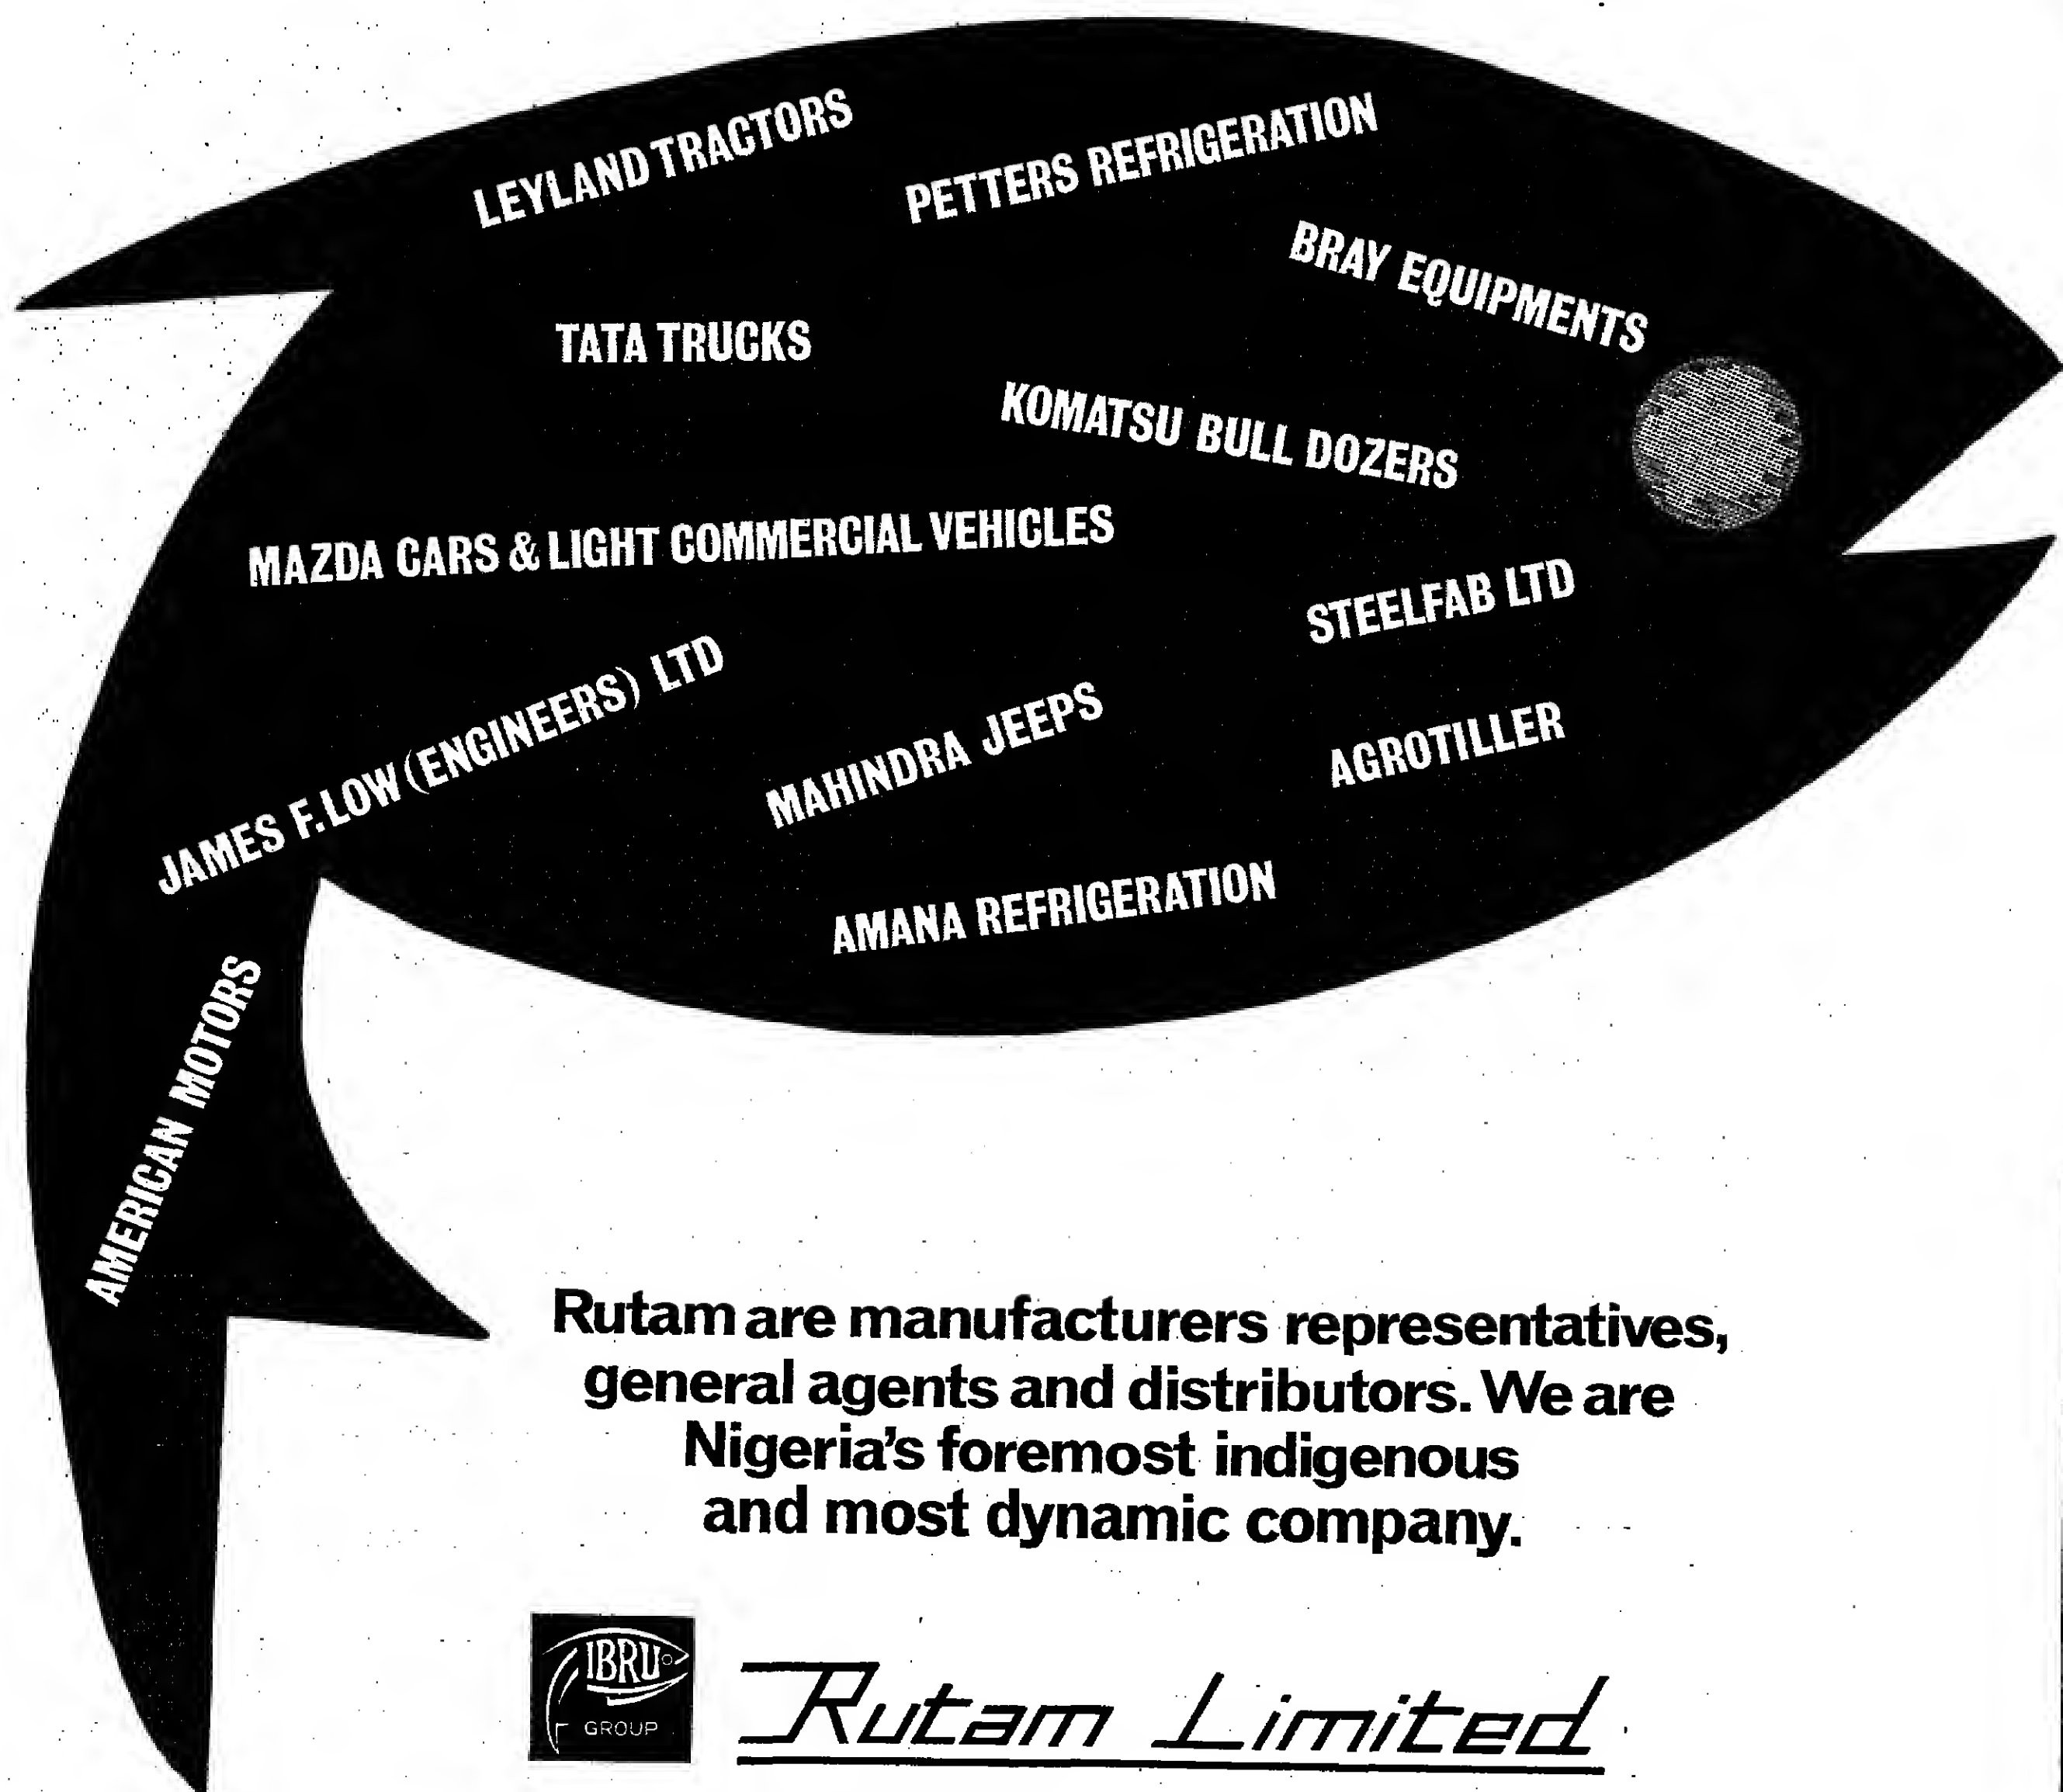 LEYLAND TRACTORS
PETTERS REFRIGERATION
BRAY EQUIPMENTS
TATA TRUCKS
KOMATSU BULL DOZERS
MAZDA CARS & LIGHT COMMERCIAL VEHICLES
STEELFAB LTD
JAMES F. LOW (ENGINEERS) LTD
MAHINDRA JEEPS
AGROTILLER
AMANA REFRIGERATION
AMERICAN MOTORS
Rutam are manufacturers representatives,
general agents and distributors. We are
Nigeria's foremost indigenous
and most dynamic company.
IBRU
GROUP
Rutam Limited